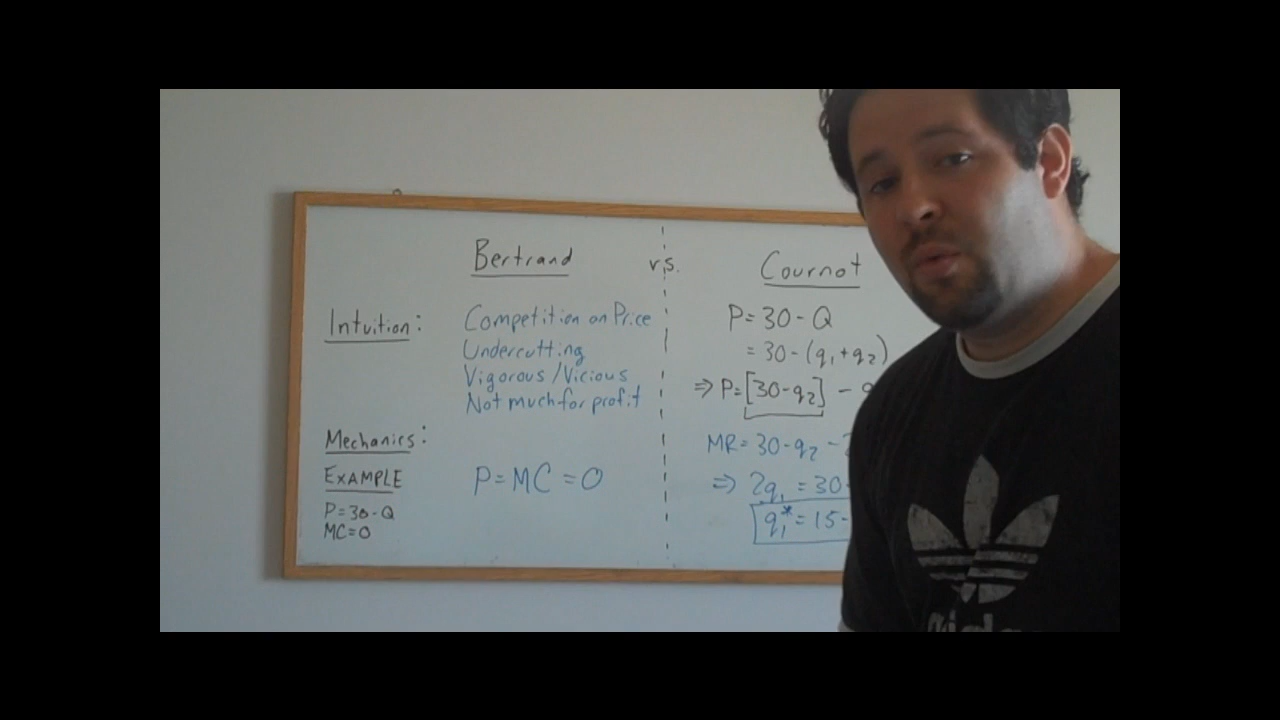 Bertrand
vs.
Cournot
Intuition:
Competition on Price
Undercutting
Vigorous/Vicious
Not much for profit
Mechanics:
EXAMPLE
P=30-Q
MC=0
P=MC=0
P=30-Q
=30-(q₁+q₂)
⇒P=[30-q₂]-
MR=30-q₂-
⇒2q₁=30
q₁*=15-